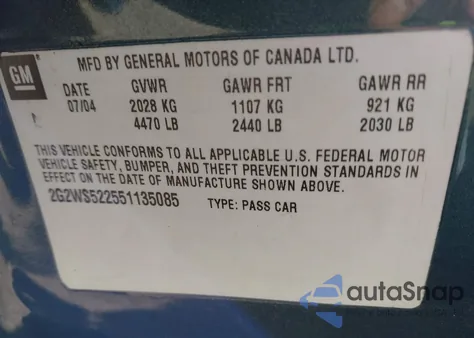 GM
MFD BY GENERAL MOTORS OF CANADA LTD.
DATE GVWR GAWR FRT GAWR RR
07/04 2028 KG 1107 KG 921 KG
4470 LB 2440 LB 2030 LB
THIS VEHICLE CONFORMS TO ALL APPLICABLE U.S. FEDERAL MOTOR
VEHICLE SAFETY, BUMPER, AND THEFT PREVENTION STANDARDS IN
EFFECT ON THE DATE OF MANUFACTURE SHOWN ABOVE.
2G2WS522551135085 TYPE: PASS CAR
autoSnap